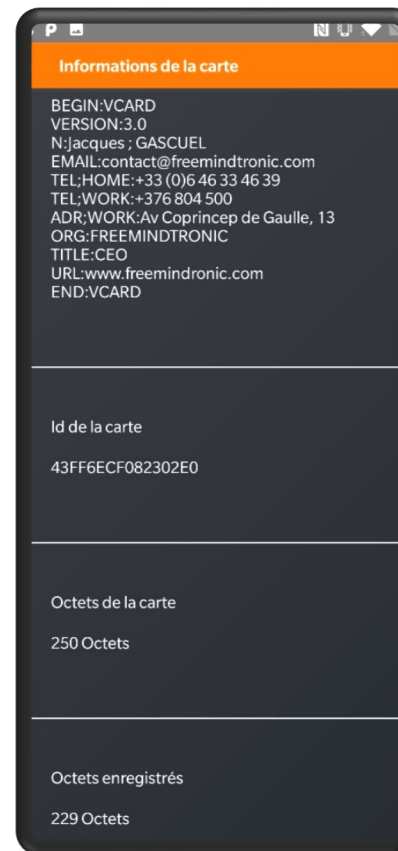 Informations de la carte
BEGIN:VCARD
VERSION:3.0
N:Jacques ; GASCUEL
EMAIL:contact@freemindtronic.com
TEL;HOME:+33 (0)6 46 33 46 39
TEL;WORK:+376 804 500
ADR;WORK:Av Coprincep de Gaulle, 13
ORG:FREEMINDTRONIC
TITLE:CEO
URL:www.freemindronic.com
END:VCARD
Id de la carte
43FF6ECF082302E0
Octets de la carte
250 Octets
Octets enregistrés
229 Octets